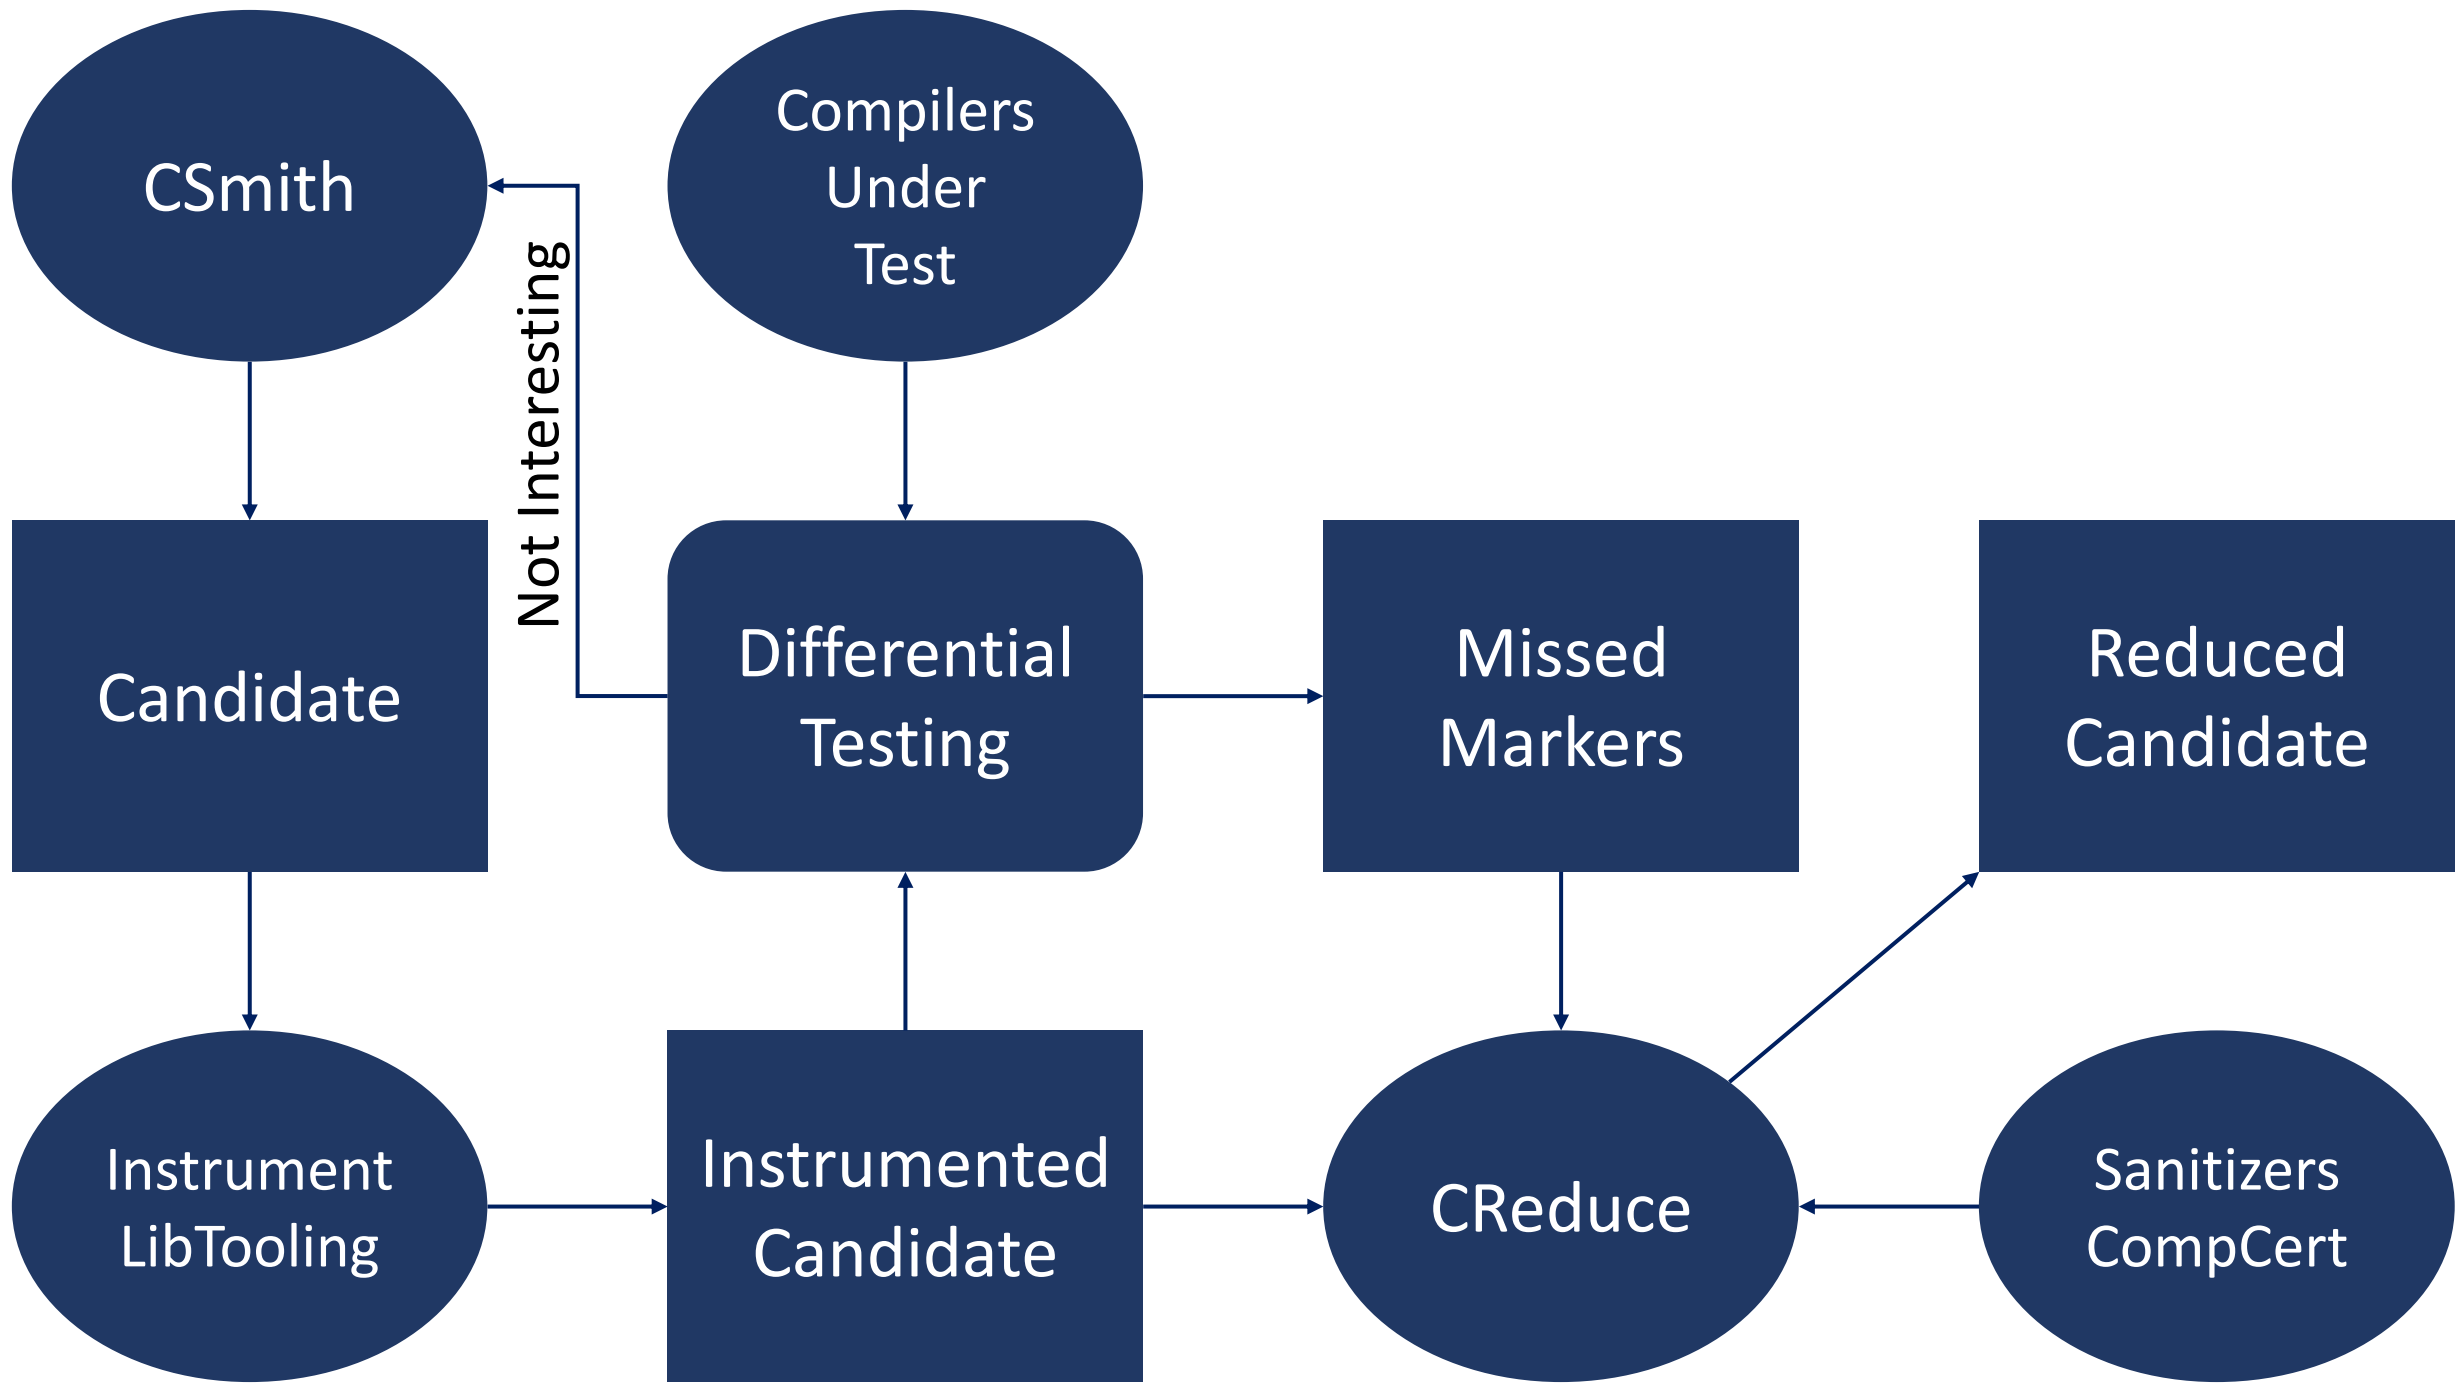 CSmith
Compilers
Under
Test
Not Interesting
Candidate
Differential
Testing
Missed
Markers
Reduced
Candidate
Instrument
LibTooling
Instrumented
Candidate
CReduce
Sanitizers
CompCert